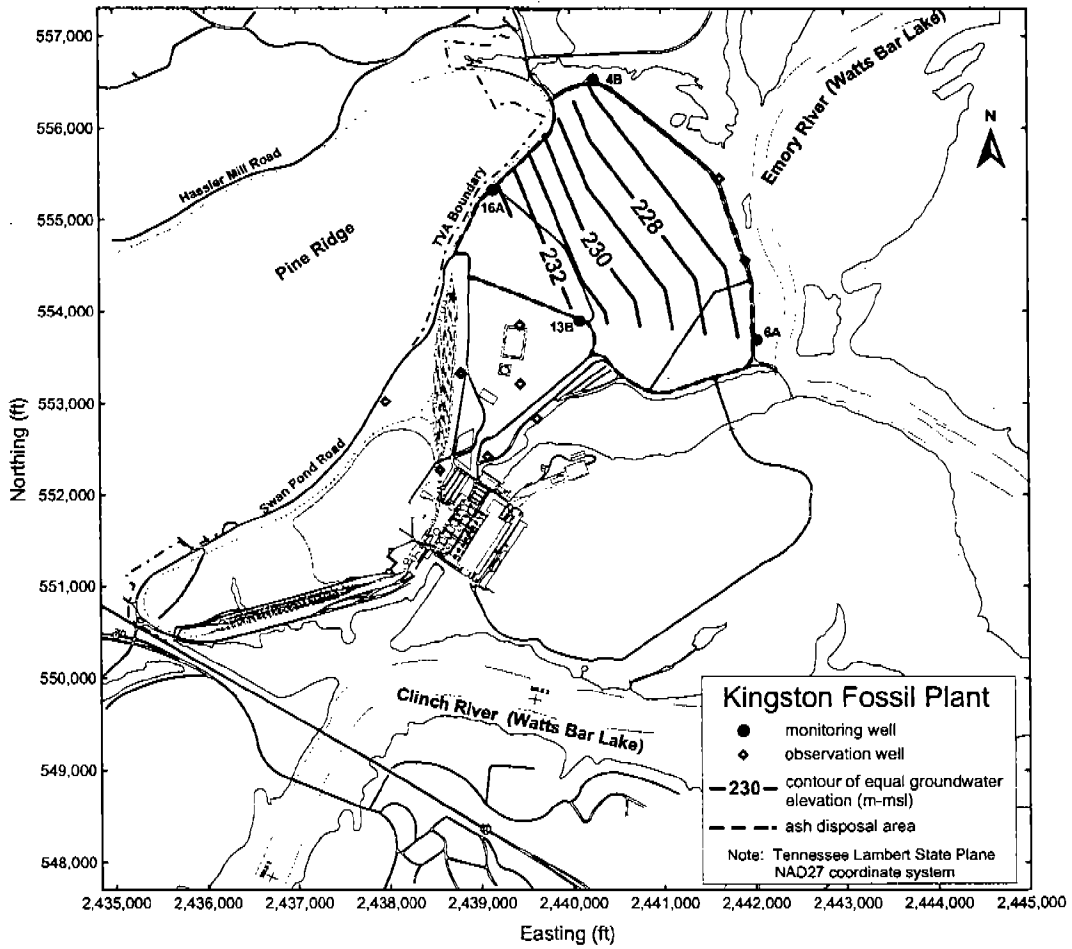 557,000
556,000
555,000
554,000
553,000
552,000
551,000
550,000
549,000
548,000
Northing (ft)
2,435,000
2,436,000
2,437,000
2,438,000
2,439,000
2,440,000
2,441,000
2,442,000
2,443,000
2,444,000
2,445,000
Easting (ft)
Hassler Mill Road
Pine Ridge
TVA Boundary
Swan Pond Road
4B
16A
13B
6A
232
230
228
Emory River (Watts Bar Lake)
N
Clinch River (Watts Bar Lake)
Kingston Fossil Plant
monitoring well
observation well
230 contour of equal groundwater
elevation (m-msl)
ash disposal area
Note: Tennessee Lambert State Plane
NAD27 coordinate system